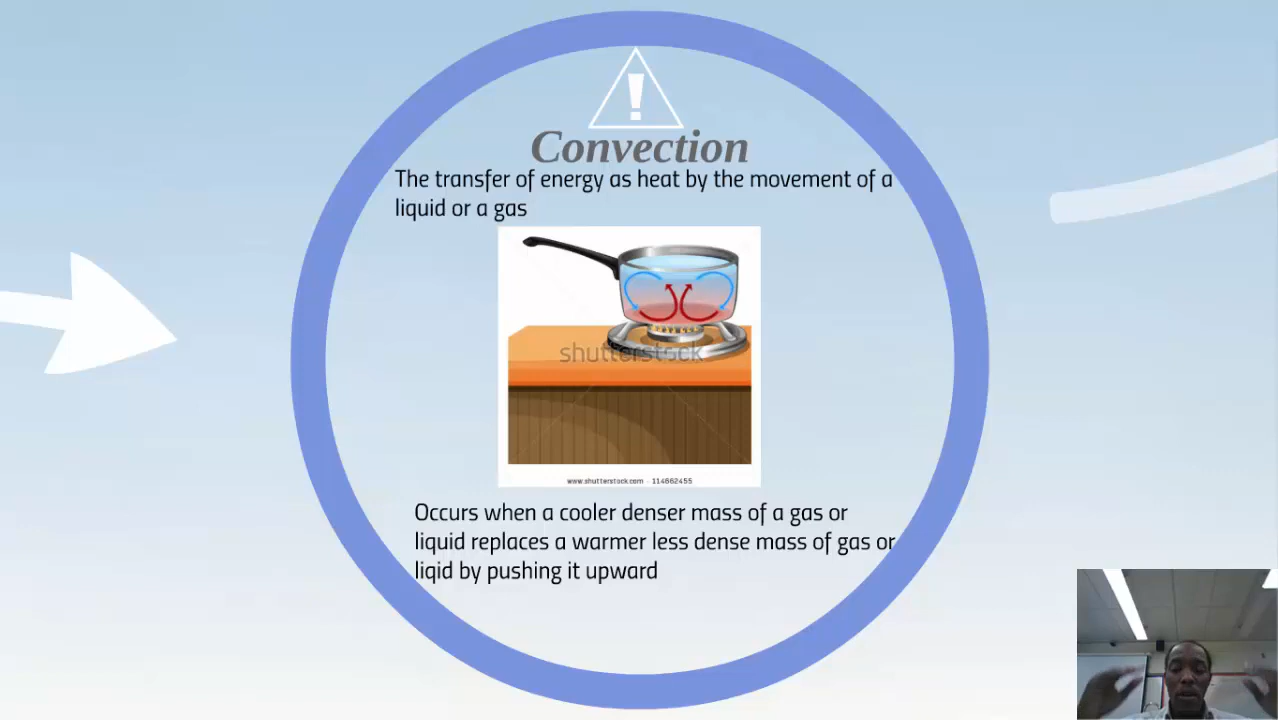 !
Convection
The transfer of energy as heat by the movement of a
liquid or a gas
shutterstock
www.shutterstock.com · 114662455
Occurs when a cooler denser mass of a gas or
liquid replaces a warmer less dense mass of gas or
liqid by pushing it upward